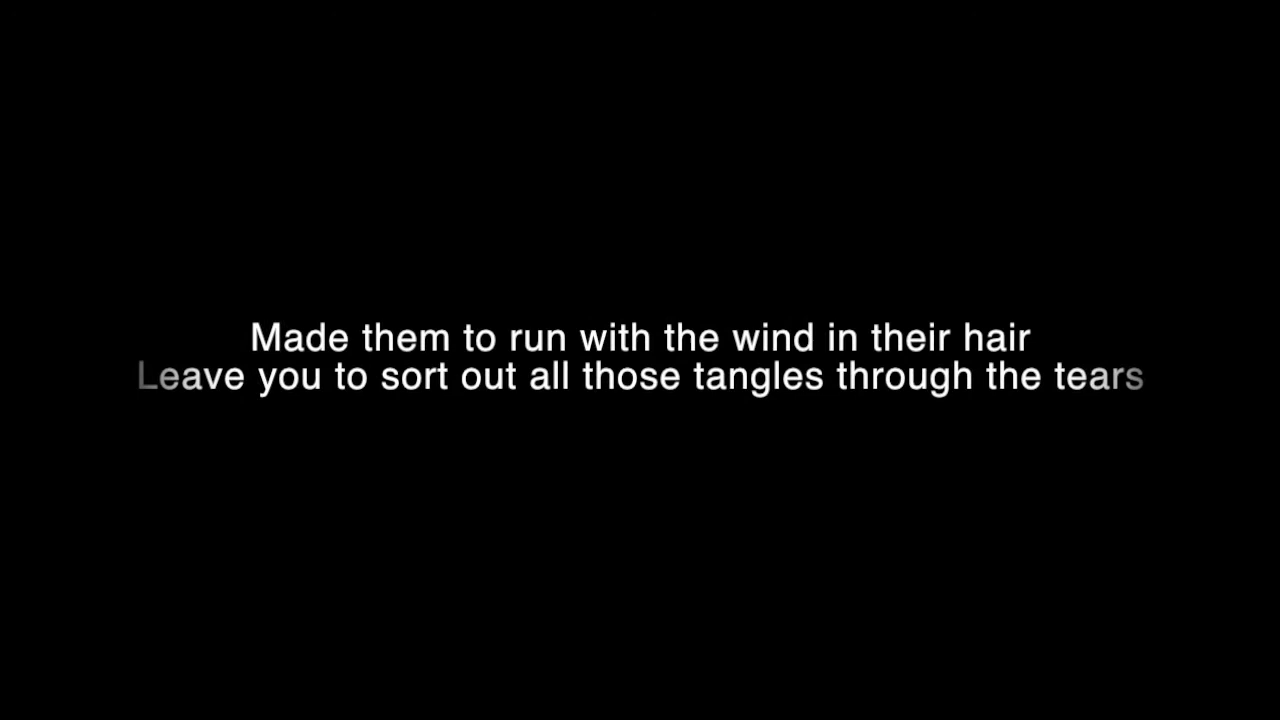 Made them to run with the wind in their hair
Leave you to sort out all those tangles through the tears